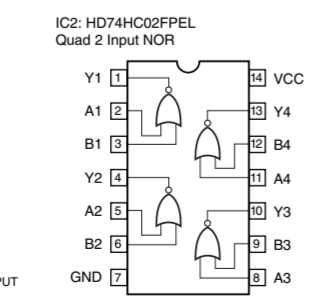 IC2: HD74HC02FPEL
Quad 2 Input NOR
Y1 1 14 VCC
A1 2 13 Y4
B1 3 12 B4
Y2 4 11 A4
A2 5 10 Y3
B2 6 9 B3
GND 7 8 A3